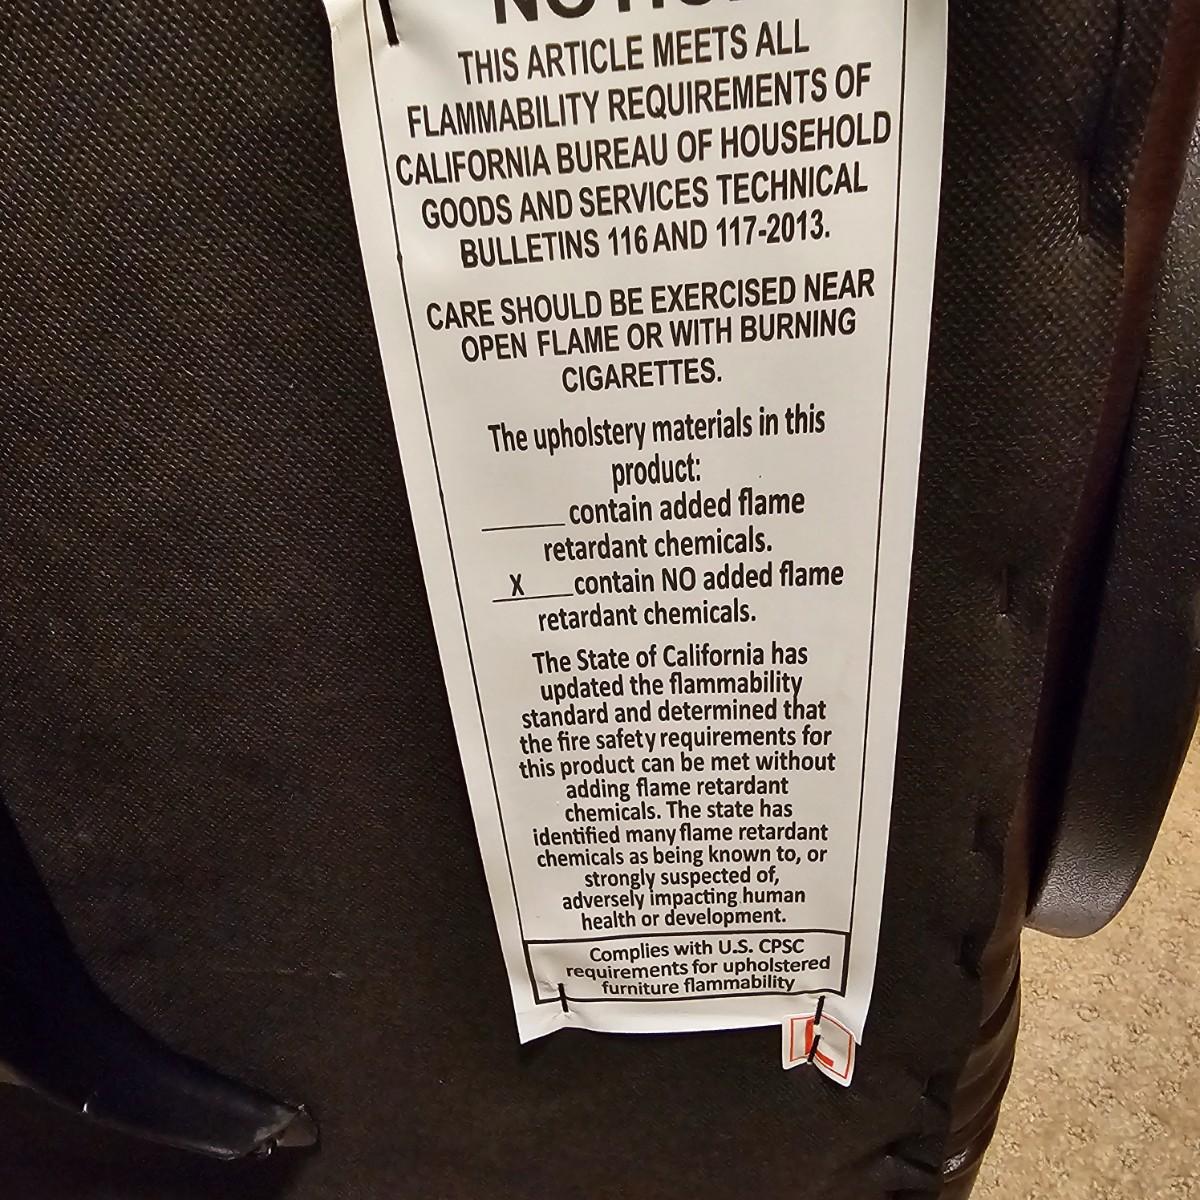 THIS ARTICLE MEETS ALL
FLAMMABILITY REQUIREMENTS OF
CALIFORNIA BUREAU OF HOUSEHOLD
GOODS AND SERVICES TECHNICAL
BULLETINS 116 AND 117-2013.
CARE SHOULD BE EXERCISED NEAR
OPEN FLAME OR WITH BURNING
CIGARETTES.
The upholstery materials in this
product:
______ contain added flame
retardant chemicals.
__X___ contain NO added flame
retardant chemicals.
The State of California has
updated the flammability
standard and determined that
the fire safety requirements for
this product can be met without
adding flame retardant
chemicals. The state has
identified many flame retardant
chemicals as being known to, or
strongly suspected of,
adversely impacting human
health or development.
Complies with U.S. CPSC
requirements for upholstered
furniture flammability